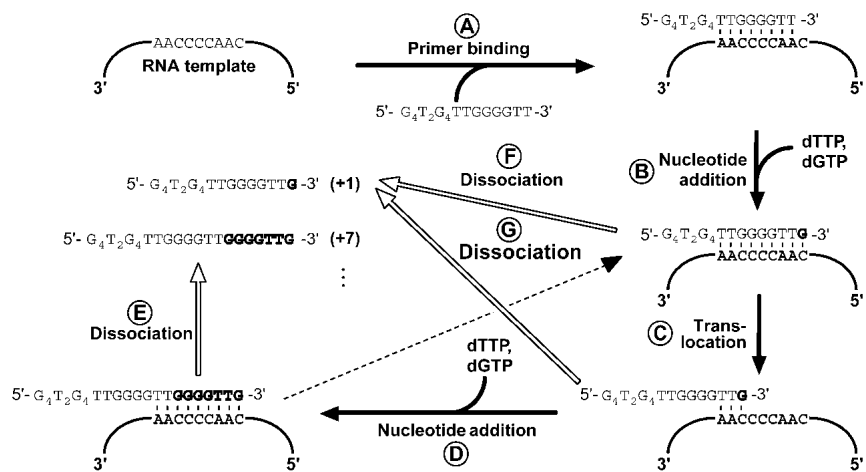 AACCCCAAC
RNA template
3'
5'
A
Primer binding
5'- G4T2G4TTGGGGTT-3'
5'- G4T2G4TTGGGGTT -3'
AACCCCAAC
3'
5'
B
Nucleotide
addition
dTTP,
dGTP
5'- G4T2G4TTGGGGTTG-3'
AACCCCAAC
3'
5'
C
Trans-
location
5'- G4T2G4TTGGGGTTG-3'
AACCCCAAC
3'
5'
dTTP,
dGTP
Nucleotide addition
D
5'- G4T2G4TTGGGGTTGGGGTTG -3'
AACCCCAAC
3'
5'
E
Dissociation
F
Dissociation
G
Dissociation
5'- G4T2G4TTGGGGTTG-3' (+1)
5'- G4T2G4TTGGGGTTGGGGTTG -3' (+7)
⋮